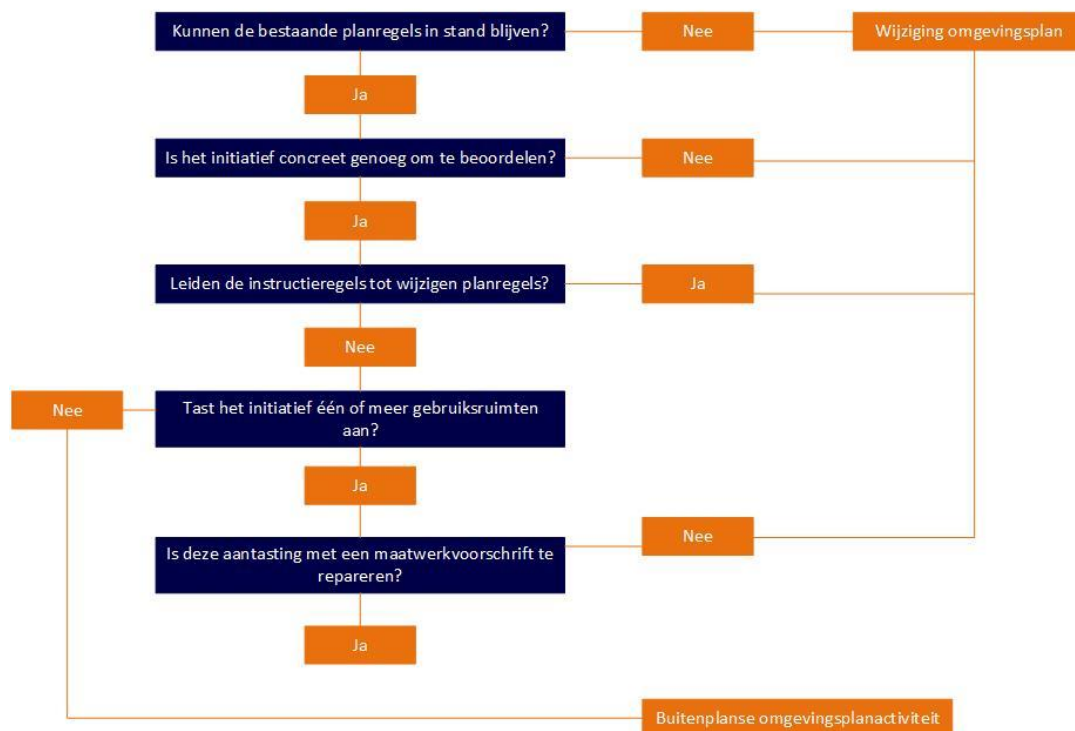 Kunnen de bestaande planregels in stand blijven?
Nee
Wijziging omgevingsplan
Ja
Is het initiatief concreet genoeg om te beoordelen?
Nee
Ja
Leiden de instructieregels tot wijzigen planregels?
Ja
Nee
Nee
Tast het initiatief één of meer gebruiksruimten
aan?
Ja
Nee
Is deze aantasting met een maatwerkvoorschrift te
repareren?
Ja
Buitenplanse omgevingsplanactiviteit